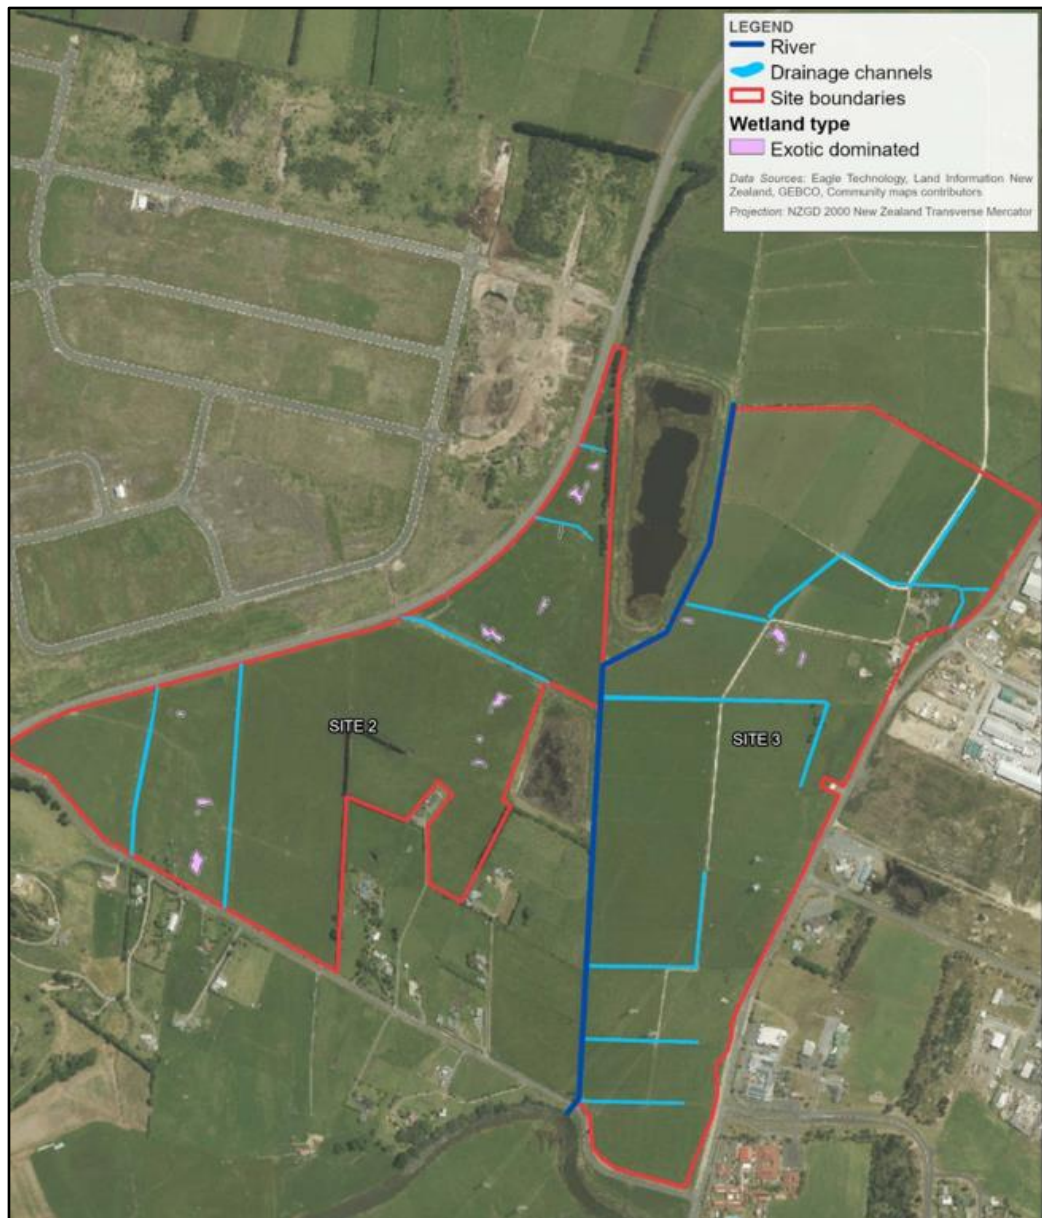 LEGEND
River
Drainage channels
Site boundaries
Wetland type
Exotic dominated
Data Sources: Eagle Technology, Land Information New
Zealand, GEBCO, Community maps contributors
Projection: NZGD 2000 New Zealand Transverse Mercator
SITE 2
SITE 3